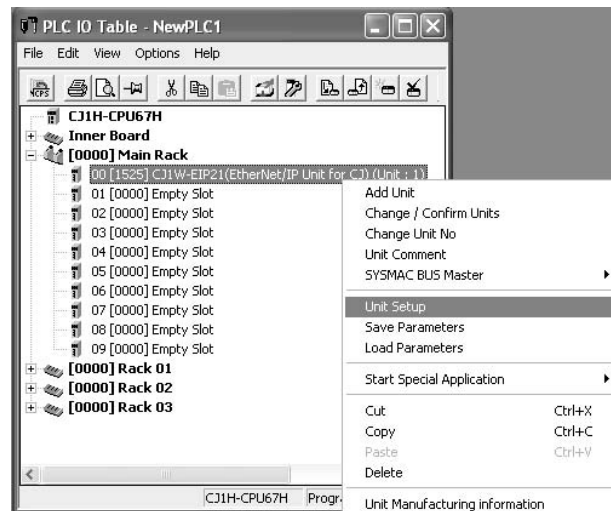 PLC IO Table - NewPLC1
File Edit View Options Help
CJ1H-CPU67H
Inner Board
[0000] Main Rack
00 [1525] CJ1W-EIP21(EtherNet/IP Unit for CJ) (Unit : 1)
01 [0000] Empty Slot
02 [0000] Empty Slot
03 [0000] Empty Slot
04 [0000] Empty Slot
05 [0000] Empty Slot
06 [0000] Empty Slot
07 [0000] Empty Slot
08 [0000] Empty Slot
09 [0000] Empty Slot
[0000] Rack 01
[0000] Rack 02
[0000] Rack 03
Add Unit
Change / Confirm Units
Change Unit No
Unit Comment
SYSMAC BUS Master
Unit Setup
Save Parameters
Load Parameters
Start Special Application
Cut Ctrl+X
Copy Ctrl+C
Paste Ctrl+V
Delete
Unit Manufacturing information
CJ1H-CPU67H